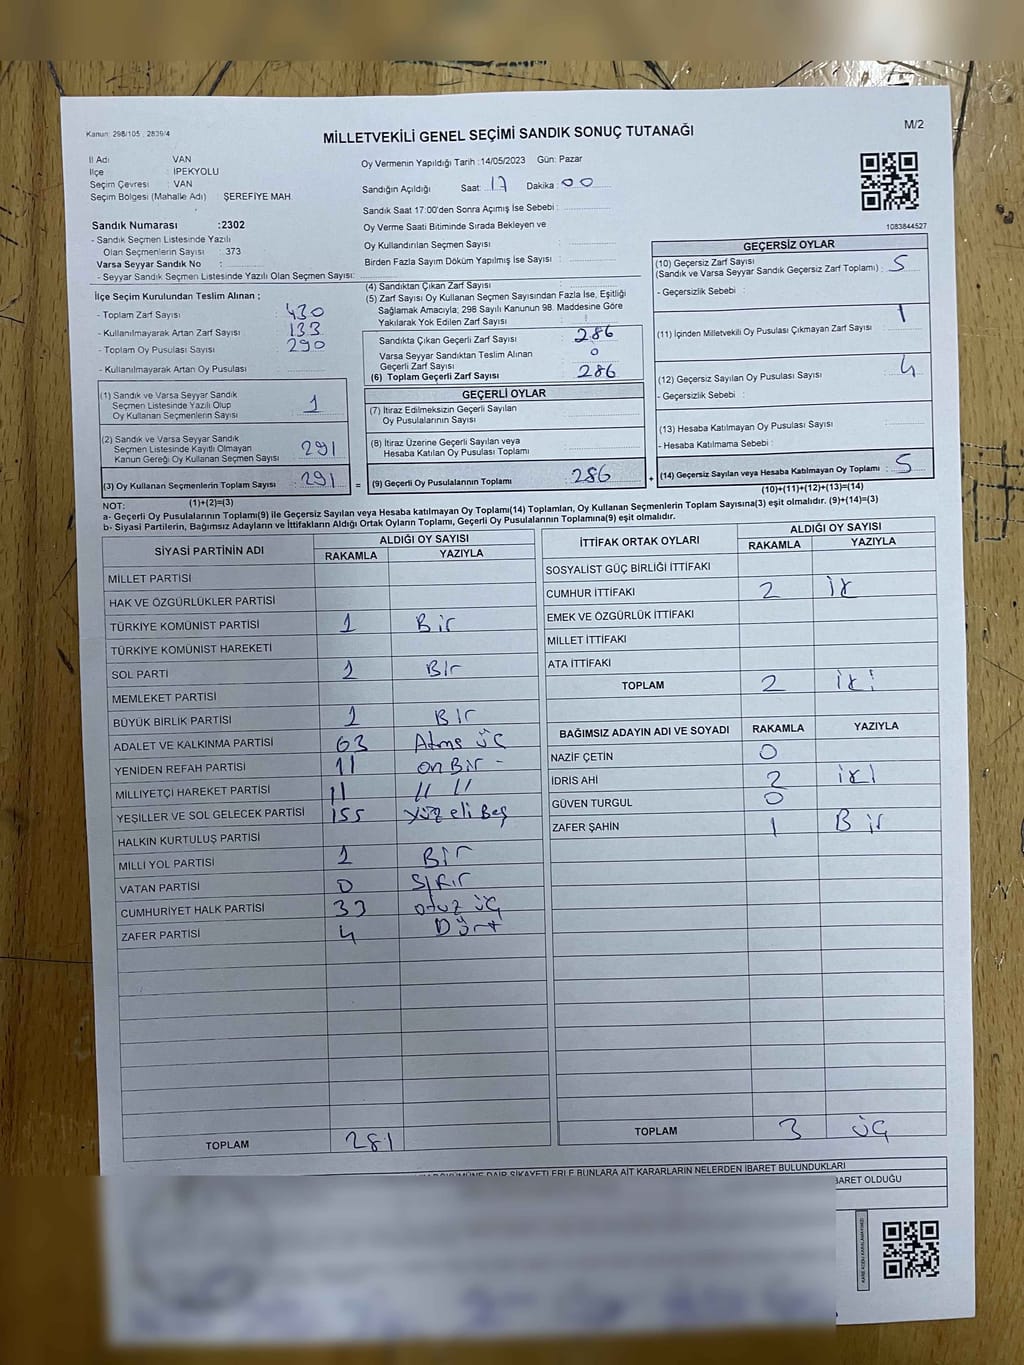 Kanun: 298/105 , 2839/4
MİLLETVEKİLİ GENEL SEÇİMİ SANDIK SONUÇ TUTANAĞI
M/2
İl Adı : VAN
İlçe : İPEKYOLU
Seçim Çevresi : VAN
Seçim Bölgesi (Mahalle Adı) : ŞEREFİYE MAH.
Oy Vermenin Yapıldığı Tarih :14/05/2023 Gün: Pazar
Sandığın Açıldığı Saat: 17 Dakika : 00
Sandık Saat 17:00'den Sonra Açımış İse Sebebi :
Oy Verme Saati Bitiminde Sırada Bekleyen ve
Oy Kullandırılan Seçmen Sayısı :
Birden Fazla Sayım Döküm Yapılmış İse Sayısı :
1083844527
Sandık Numarası :2302
- Sandık Seçmen Listesinde Yazılı
Olan Seçmenlerin Sayısı : 373
Varsa Seyyar Sandık No :
- Seyyar Sandık Seçmen Listesinde Yazılı Olan Seçmen Sayısı:
İlçe Seçim Kurulundan Teslim Alınan ;
- Toplam Zarf Sayısı : 430
- Kullanılmayarak Artan Zarf Sayısı : 133
- Toplam Oy Pusulası Sayısı : 290
- Kullanılmayarak Artan Oy Pusulası :
(1) Sandık ve Varsa Seyyar Sandık
Seçmen Listesinde Yazılı Olup
Oy Kullanan Seçmenlerin Sayısı : 1
(2) Sandık ve Varsa Seyyar Sandık
Seçmen Listesinde Kayıtlı Olmayan
Kanun Gereği Oy Kullanan Seçmen Sayısı : 291
(3) Oy Kullanan Seçmenlerin Toplam Sayısı : 291
(1)+(2)=(3)
(4) Sandıktan Çıkan Zarf Sayısı :
(5) Zarf Sayısı Oy Kullanan Seçmen Sayısından Fazla İse, Eşitliği
Sağlamak Amacıyla; 298 Sayılı Kanunun 98. Maddesine Göre
Yakılarak Yok Edilen Zarf Sayısı :
Sandıkta Çıkan Geçerli Zarf Sayısı : 286
Varsa Seyyar Sandıktan Teslim Alınan
Geçerli Zarf Sayısı : 0
(6) Toplam Geçerli Zarf Sayısı : 286
GEÇERLİ OYLAR
(7) İtiraz Edilmeksizin Geçerli Sayılan
Oy Pusulalarının Sayısı :
(8) İtiraz Üzerine Geçerli Sayılan veya
Hesaba Katılan Oy Pusulası Toplamı :
= (9) Geçerli Oy Pusulalarının Toplamı : 286
GEÇERSİZ OYLAR
(10) Geçersiz Zarf Sayısı
(Sandık ve Varsa Seyyar Sandık Geçersiz Zarf Toplamı) : 5
- Geçersizlik Sebebi :
(11) İçinden Milletvekili Oy Pusulası Çıkmayan Zarf Sayısı : 1
(12) Geçersiz Sayılan Oy Pusulası Sayısı : 4
- Geçersizlik Sebebi :
(13) Hesaba Katılmayan Oy Pusulası Sayısı :
- Hesaba Katılmama Sebebi :
+ (14) Geçersiz Sayılan veya Hesaba Katılmayan Oy Toplamı : 5
(10)+(11)+(12)+(13)=(14)
NOT:
a- Geçerli Oy Pusulalarının Toplamı(9) ile Geçersiz Sayılan veya Hesaba katılmayan Oy Toplamı(14) Toplamları, Oy Kullanan Seçmenlerin Toplam Sayısına(3) eşit olmalıdır. (9)+(14)=(3)
b- Siyasi Partilerin, Bağımsız Adayların ve İttifakların Aldığı Ortak Oyların Toplamı, Geçerli Oy Pusulalarının Toplamına(9) eşit olmalıdır.
SİYASİ PARTİNİN ADI ALDIĞI OY SAYISI
RAKAMLA YAZIYLA
MİLLET PARTİSİ
HAK VE ÖZGÜRLÜKLER PARTİSİ
TÜRKİYE KOMÜNİST PARTİSİ 1 Bir
TÜRKİYE KOMÜNİST HAREKETİ
SOL PARTİ 1 Bir
MEMLEKET PARTİSİ
BÜYÜK BİRLİK PARTİSİ 1 Bir
ADALET VE KALKINMA PARTİSİ 63 Atmş üç
YENİDEN REFAH PARTİSİ 11 on Bir -
MİLLİYETÇİ HAREKET PARTİSİ 11 " "
YEŞİLLER VE SOL GELECEK PARTİSİ 155 Yüz eli Beş
HALKIN KURTULUŞ PARTİSİ
MİLLİ YOL PARTİSİ 1 Bir
VATAN PARTİSİ 0 Sıfır
CUMHURİYET HALK PARTİSİ 33 otuz üç
ZAFER PARTİSİ 4 Dört
TOPLAM 281
İTTİFAK ORTAK OYLARI ALDIĞI OY SAYISI
RAKAMLA YAZIYLA
SOSYALİST GÜÇ BİRLİĞİ İTTİFAKI
CUMHUR İTTİFAKI 2 iki
EMEK VE ÖZGÜRLÜK İTTİFAKI
MİLLET İTTİFAKI
ATA İTTİFAKI
TOPLAM 2 iki
BAĞIMSIZ ADAYIN ADI VE SOYADI RAKAMLA YAZIYLA
NAZİF ÇETİN 0
İDRİS AHİ 2 iki
GÜVEN TURGUL 0
ZAFER ŞAHİN 1 Bir
TOPLAM 3 üç
DAİR ŞİKAYETLERLE BUNLARA AİT KARARLARIN NELERDEN İBARET BULUNDUKLARI
BARET OLDUĞU